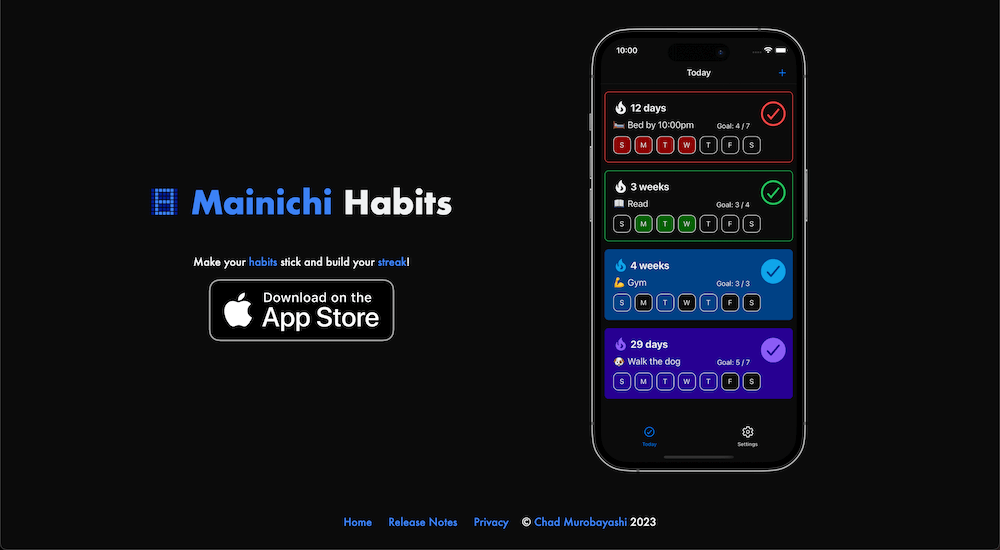 Mainichi Habits
Make your habits stick and build your streak!
Download on the
App Store
10:00
Today
+
12 days
Bed by 10:00pm
Goal: 4 / 7
S M T W T F S
3 weeks
Read
Goal: 3 / 4
S M T W T F S
4 weeks
Gym
Goal: 3 / 3
S M T W T F S
29 days
Walk the dog
Goal: 5 / 7
S M T W T F S
Today
Settings
Home Release Notes Privacy © Chad Murobayashi 2023